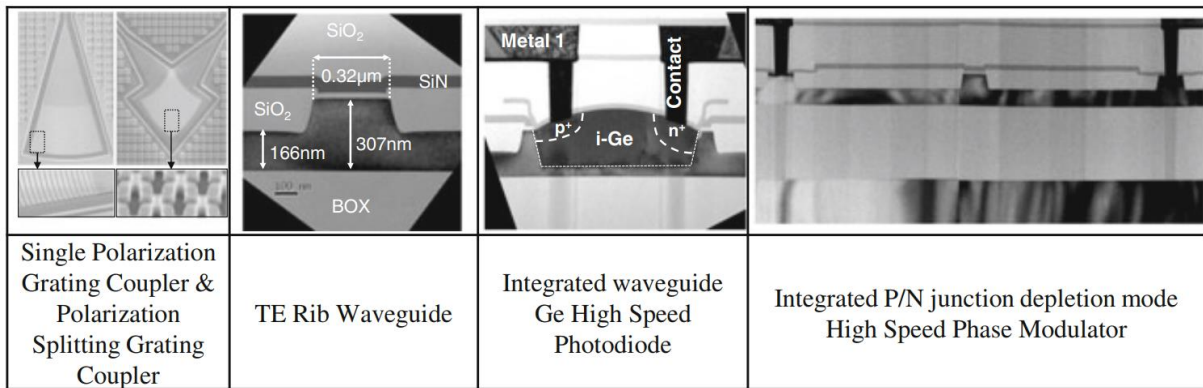 SiO₂
0.32µm
SiN
SiO₂
166nm
307nm
100 nm
BOX
Metal 1
Contact
p⁺
i-Ge
n⁺
Single Polarization
Grating Coupler &
Polarization
Splitting Grating
Coupler
TE Rib Waveguide
Integrated waveguide
Ge High Speed
Photodiode
Integrated P/N junction depletion mode
High Speed Phase Modulator